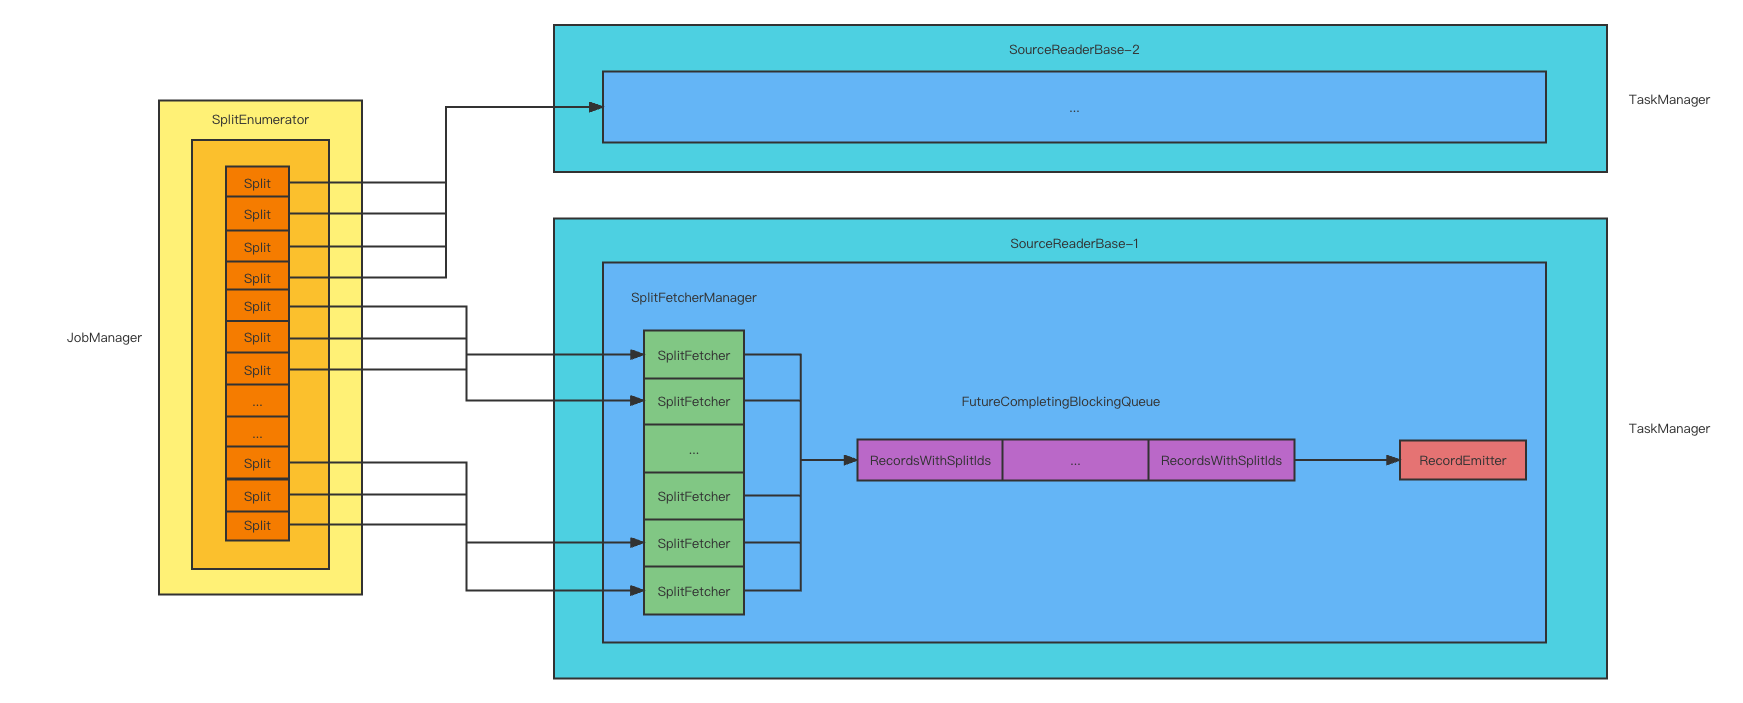 JobManager
SplitEnumerator
Split
Split
Split
Split
Split
Split
Split
...
...
Split
Split
Split
SourceReaderBase-2
...
TaskManager
SourceReaderBase-1
SplitFetcherManager
SplitFetcher
SplitFetcher
...
SplitFetcher
SplitFetcher
SplitFetcher
FutureCompletingBlockingQueue
RecordsWithSplitIds
...
RecordsWithSplitIds
RecordEmitter
TaskManager